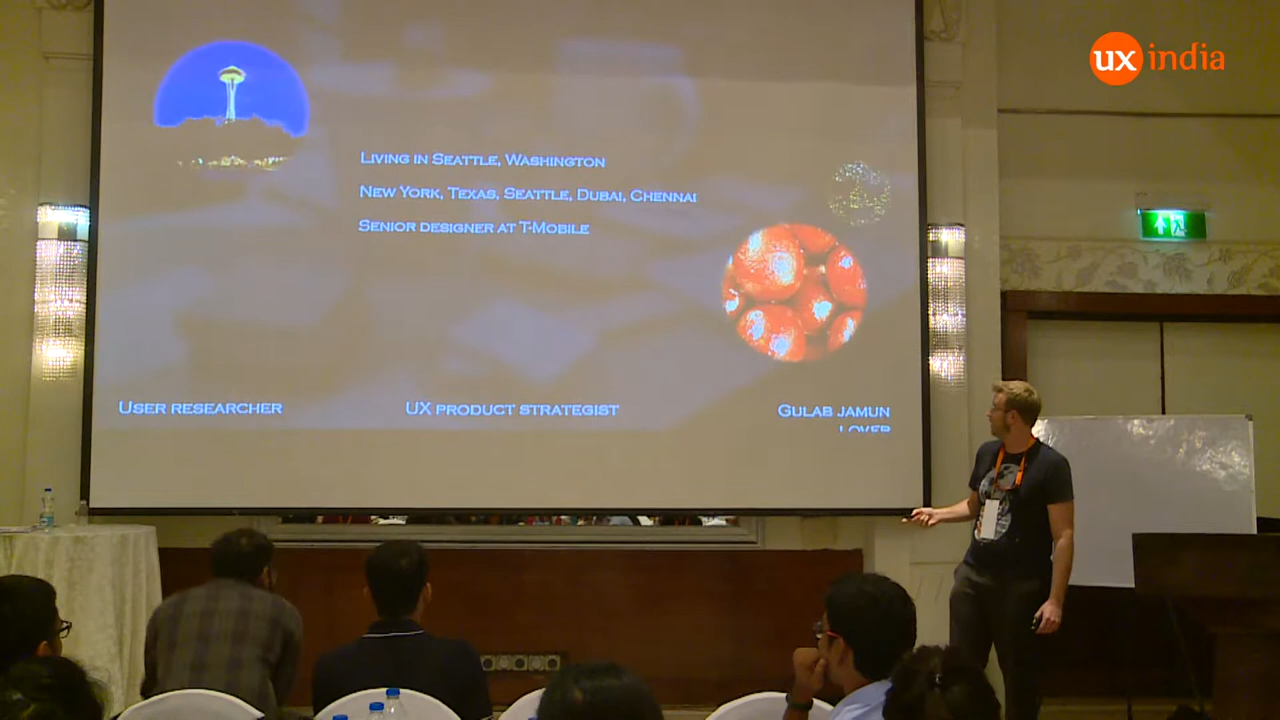 ux india
Living in Seattle, Washington
New York, Texas, Seattle, Dubai, Chennai
Senior designer at T-Mobile
User researcher
UX product strategist
Gulab jamun
lover